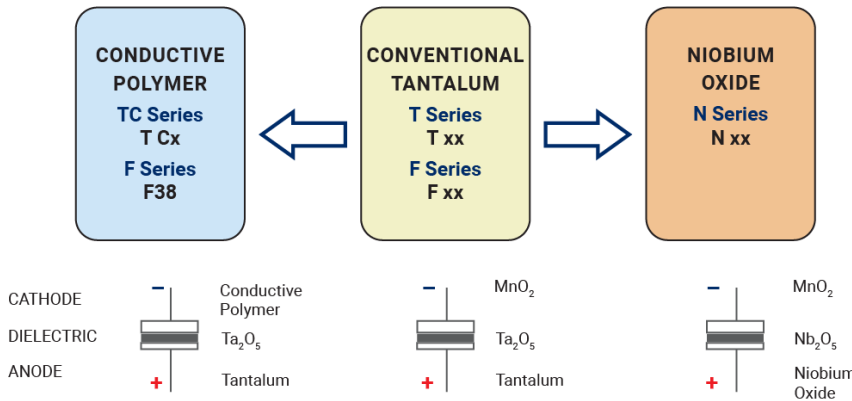 CONDUCTIVE
POLYMER
TC Series
T Cx
F Series
F38
CONVENTIONAL
TANTALUM
T Series
T xx
F Series
F xx
NIOBIUM
OXIDE
N Series
N xx
CATHODE
DIELECTRIC
ANODE
−
+
Conductive
Polymer
Ta₂O₅
Tantalum
−
+
MnO₂
Ta₂O₅
Tantalum
−
+
MnO₂
Nb₂O₅
Niobium
Oxide